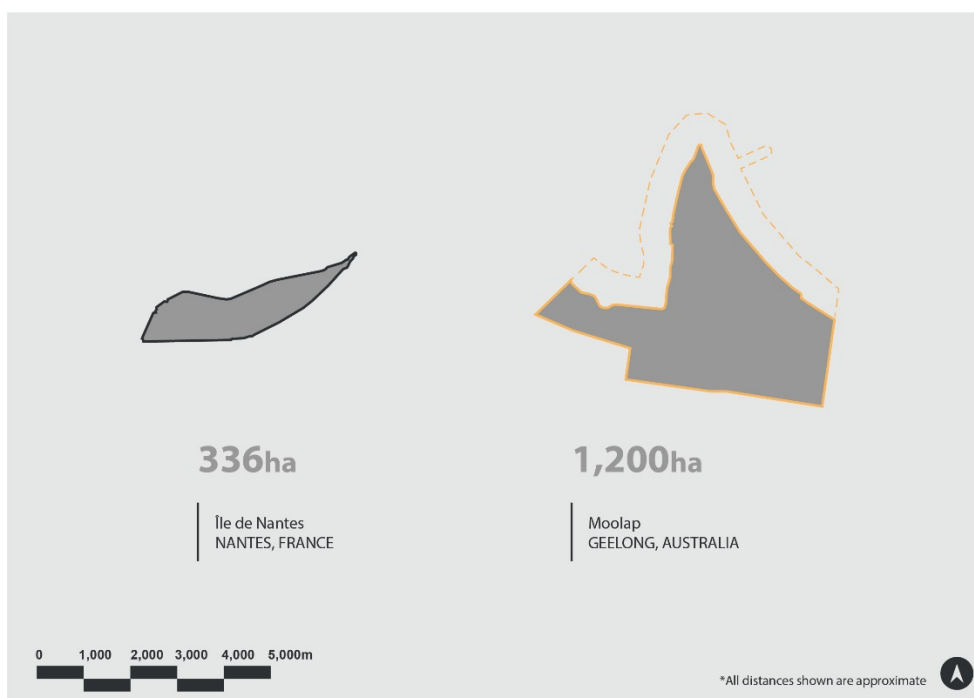 336ha
Île de Nantes
NANTES, FRANCE
1,200ha
Moolap
GEELONG, AUSTRALIA
0 1,000 2,000 3,000 4,000 5,000m
*All distances shown are approximate